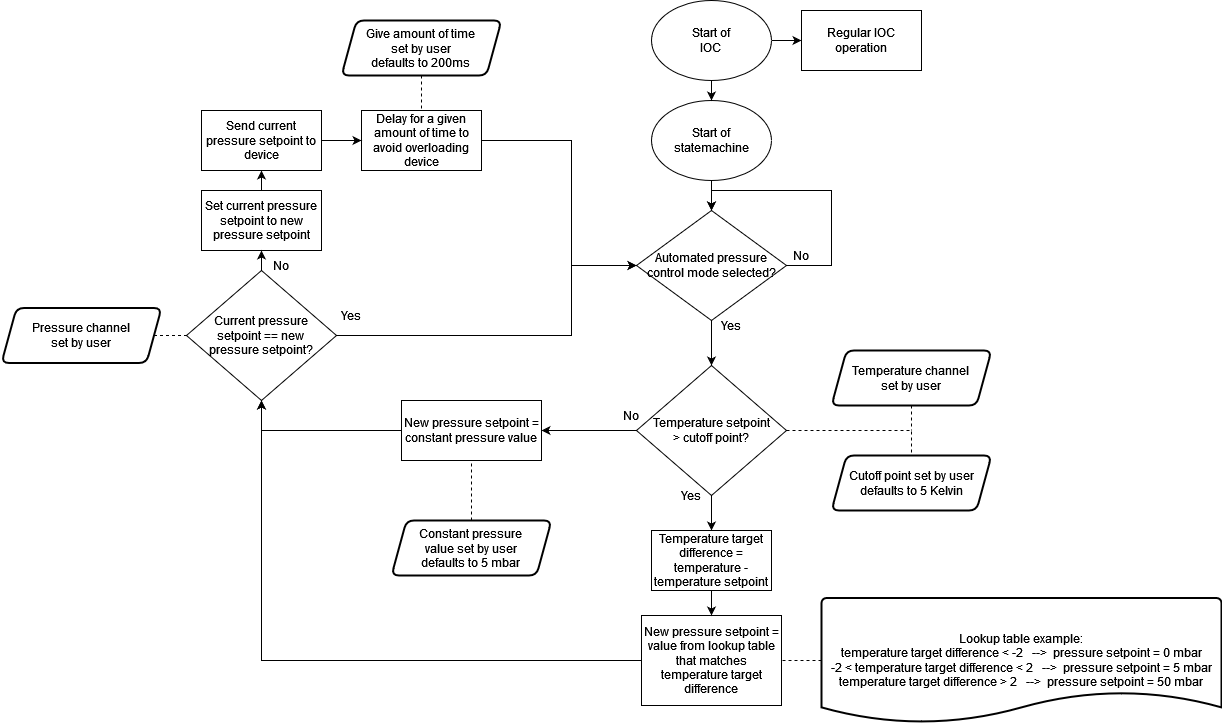 Start of
IOC
Regular IOC
operation
Give amount of time
set by user
defaults to 200ms
Send current
pressure setpoint to
device
Delay for a given
amount of time to
avoid overloading
device
Start of
statemachine
Set current pressure
setpoint to new
pressure setpoint
Automated pressure
control mode selected?
No
No
Yes
Yes
Pressure channel
set by user
Current pressure
setpoint == new
pressure setpoint?
Temperature channel
set by user
New pressure setpoint =
constant pressure value
No
Temperature setpoint
> cutoff point?
Cutoff point set by user
defaults to 5 Kelvin
Yes
Constant pressure
value set by user
defaults to 5 mbar
Temperature target
difference =
temperature -
temperature setpoint
New pressure setpoint =
value from lookup table
that matches
temperature target
difference
Lookup table example:
temperature target difference < -2 --> pressure setpoint = 0 mbar
-2 < temperature target difference < 2 --> pressure setpoint = 5 mbar
temperature target difference > 2 --> pressure setpoint = 50 mbar